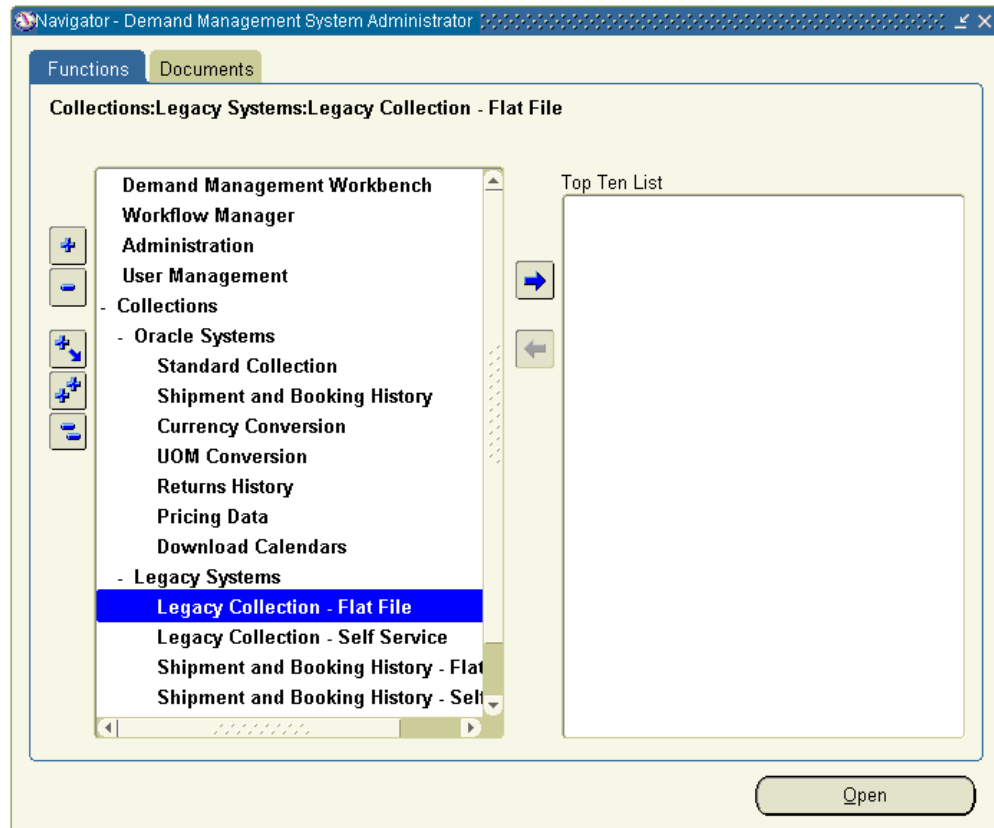 Navigator - Demand Management System Administrator
Functions Documents
Collections:Legacy Systems:Legacy Collection - Flat File
Top Ten List
Demand Management Workbench
Workflow Manager
Administration
User Management
- Collections
- Oracle Systems
Standard Collection
Shipment and Booking History
Currency Conversion
UOM Conversion
Returns History
Pricing Data
Download Calendars
- Legacy Systems
Legacy Collection - Flat File
Legacy Collection - Self Service
Shipment and Booking History - Flat
Shipment and Booking History - Self
Open